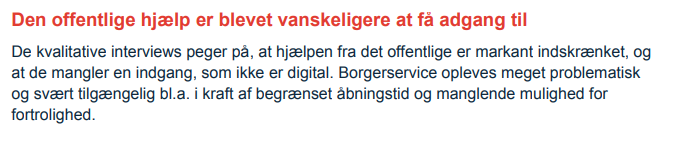 Den offentlige hjælp er blevet vanskeligere at få adgang til
De kvalitative interviews peger på, at hjælpen fra det offentlige er markant indskrænket, og
at de mangler en indgang, som ikke er digital. Borgerservice opleves meget problematisk
og svært tilgængelig bl.a. i kraft af begrænset åbningstid og manglende mulighed for
fortrolighed.